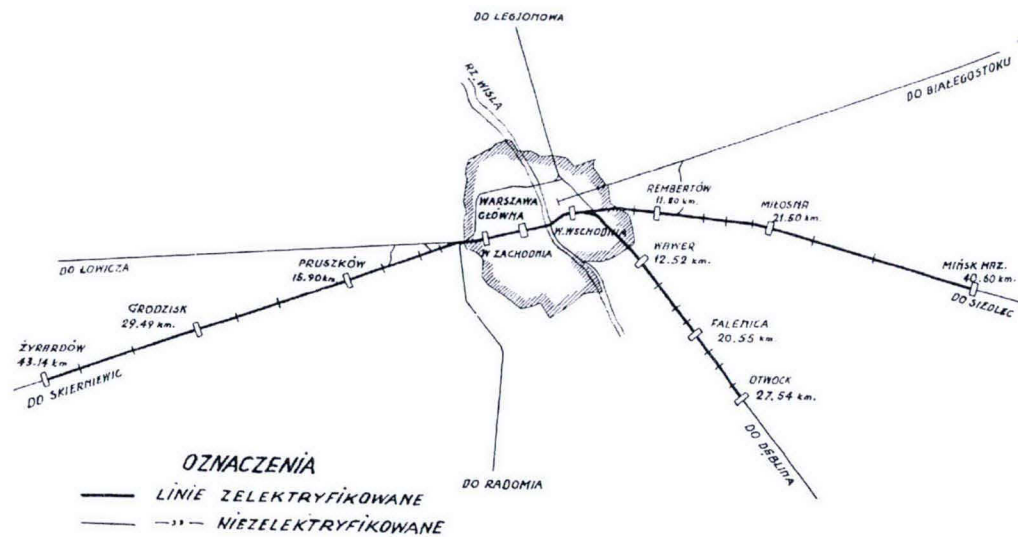 DO LEGJONOWA
RZ. WISŁA
DO BIAŁEGOSTOKU
REMBERTÓW
11.80 km.
MIŁOSNA
21.50 km.
WARSZAWA
GŁÓWNA
W. WSCHODNIA
W ZACHODNIA
WAWER
12.52 km.
DO ŁOWICZA
PRUSZKÓW
15.90 km.
MIŃSK MAZ.
40.60 km.
DO SIEDLEC
GRODZISK
29.49 km.
FALENICA
20.55 km.
ŻYRARDÓW
43.14 km
DO SKIERNIEWIC
OTWOCK
27.54 km.
DO DĘBLINA
DO RADOMIA
OZNACZENIA
LINIE ZELEKTRYFIKOWANE
—"— NIEZELEKTRYFIKOWANE